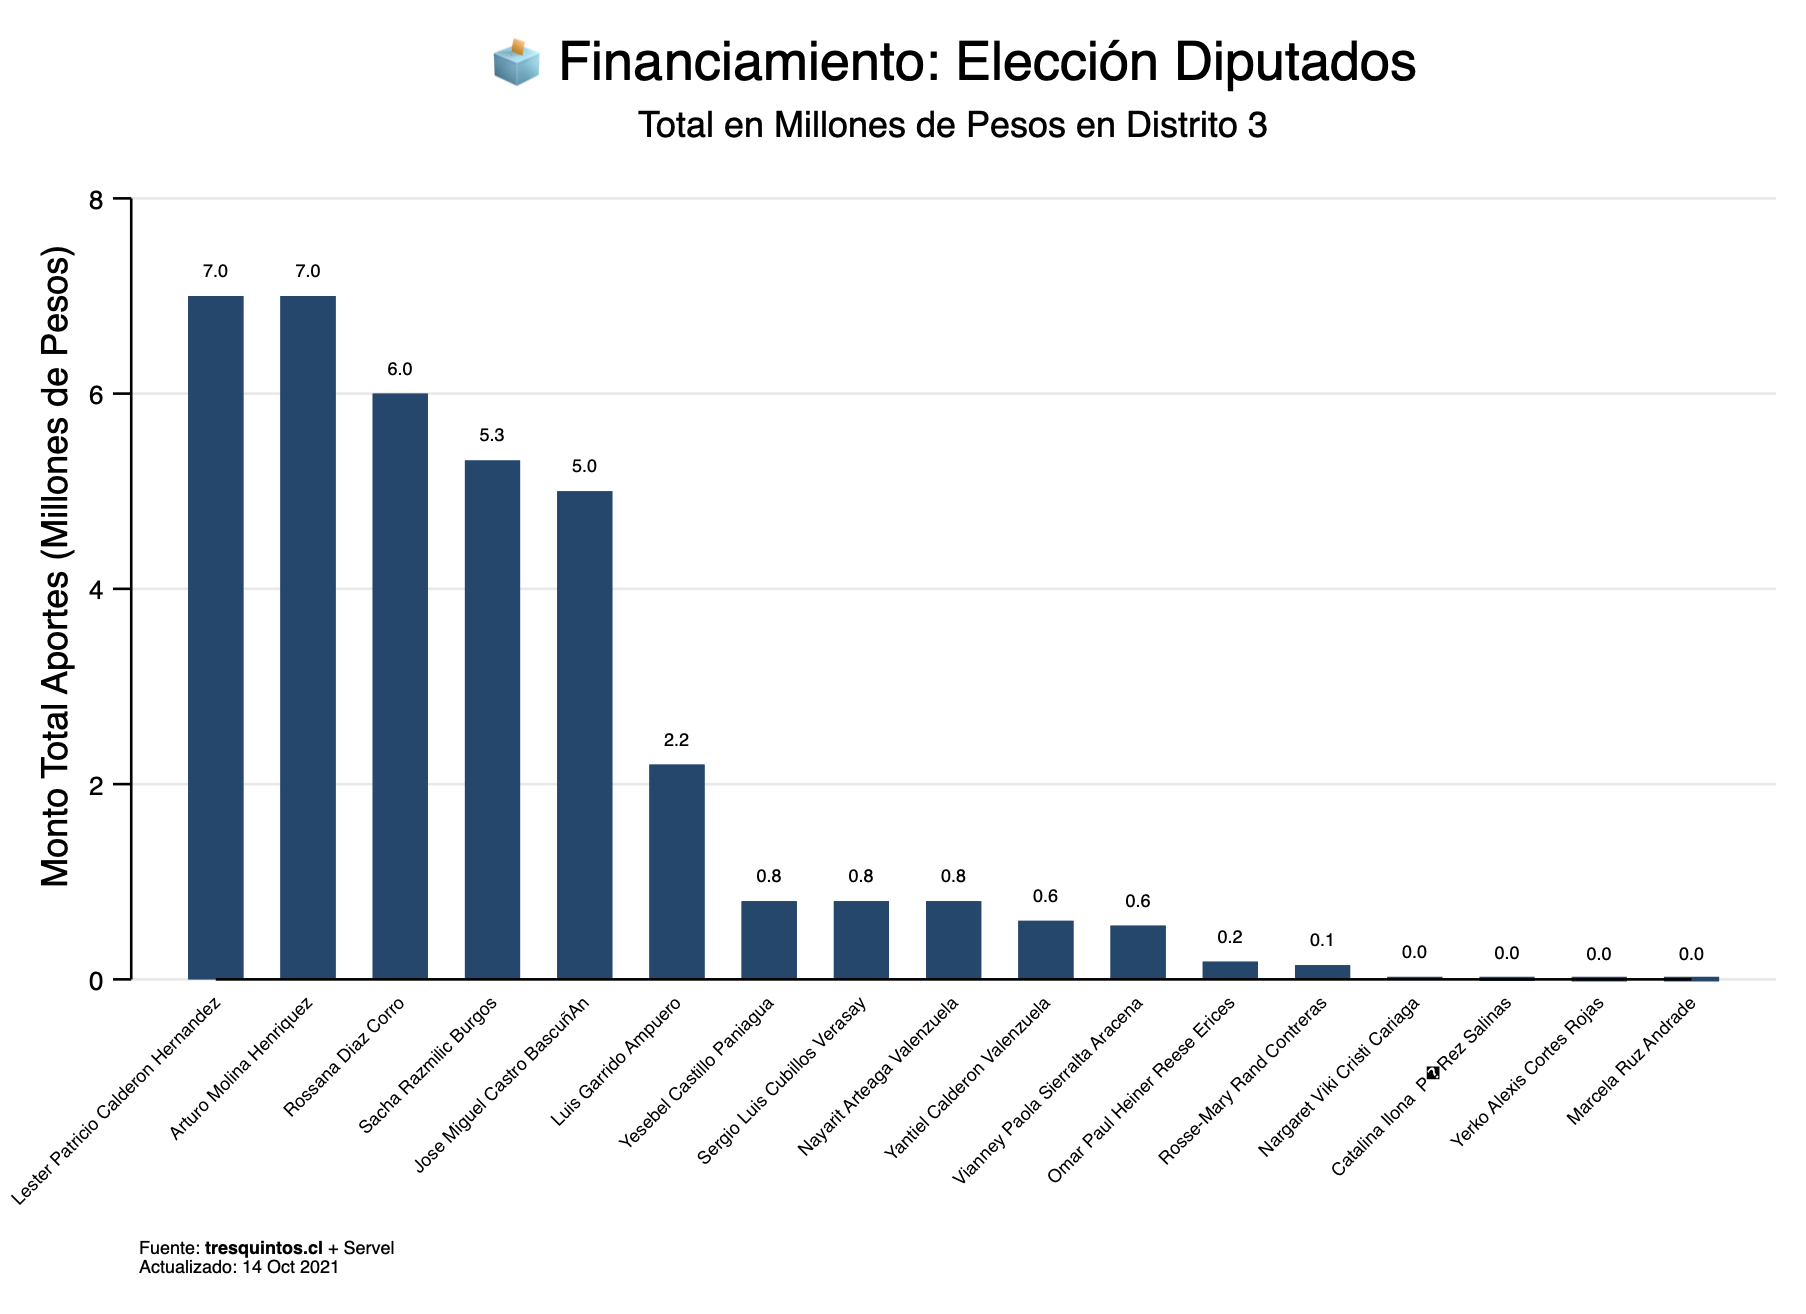 Financiamiento: Elección Diputados
Total en Millones de Pesos en Distrito 3
Monto Total Aportes (Millones de Pesos)
8
6
4
2
0
7.0
7.0
6.0
5.3
5.0
2.2
0.8
0.8
0.8
0.6
0.6
0.2
0.1
0.0
0.0
0.0
0.0
Lester Patricio Calderon Hernandez
Arturo Molina Henriquez
Rossana Diaz Corro
Sacha Razmilic Burgos
Jose Miguel Castro BascuñAn
Luis Garrido Ampuero
Yesebel Castillo Paniagua
Sergio Luis Cubillos Verasay
Nayarit Arteaga Valenzuela
Yantiel Calderon Valenzuela
Vianney Paola Sierralta Aracena
Omar Paul Heiner Reese Erices
Rosse-Mary Rand Contreras
Nargaret Viki Cristi Cariaga
Catalina Ilona P�Rez Salinas
Yerko Alexis Cortes Rojas
Marcela Ruz Andrade
Fuente: tresquintos.cl + Servel
Actualizado: 14 Oct 2021